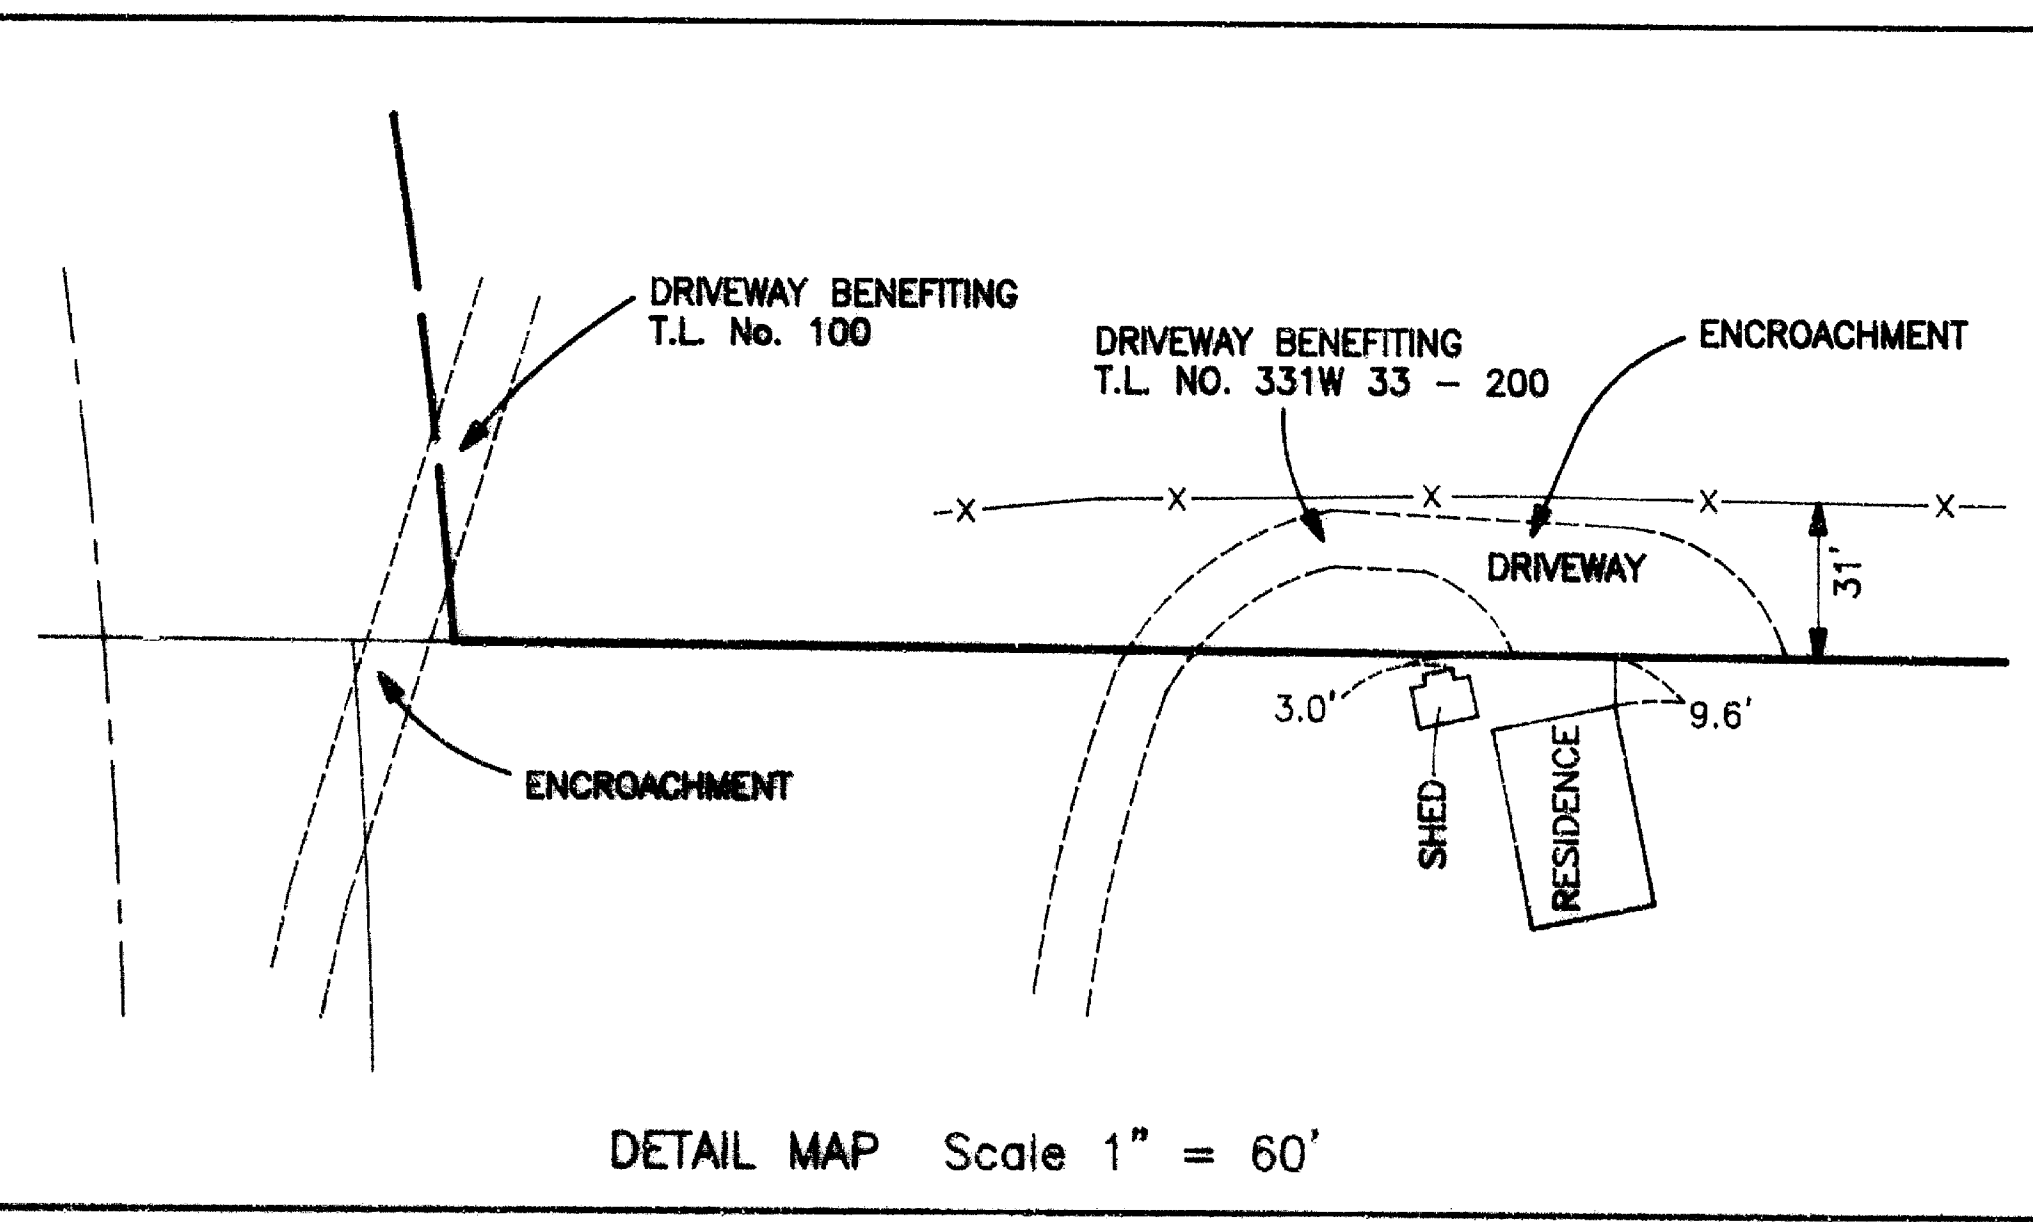 DRIVEWAY BENEFITING
T.L. No. 100
DRIVEWAY BENEFITING
T.L. NO. 331W 33 - 200
ENCROACHMENT
X X X X X
DRIVEWAY
31'
3.0'
9.6'
SHED
RESIDENCE
ENCROACHMENT
DETAIL MAP Scale 1" = 60'